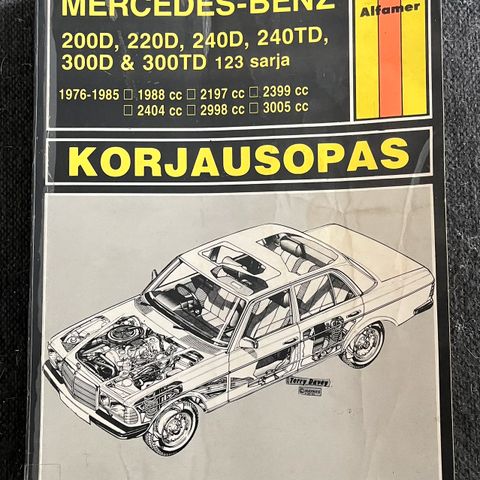 MERCEDES-BENZ
Alfamer
200D, 220D, 240D, 240TD,
300D & 300TD 123 sarja
1976-1985 □ 1988 cc □ 2197 cc □ 2399 cc
□ 2404 cc □ 2998 cc □ 3005 cc
KORJAUSOPAS
Terry Davey